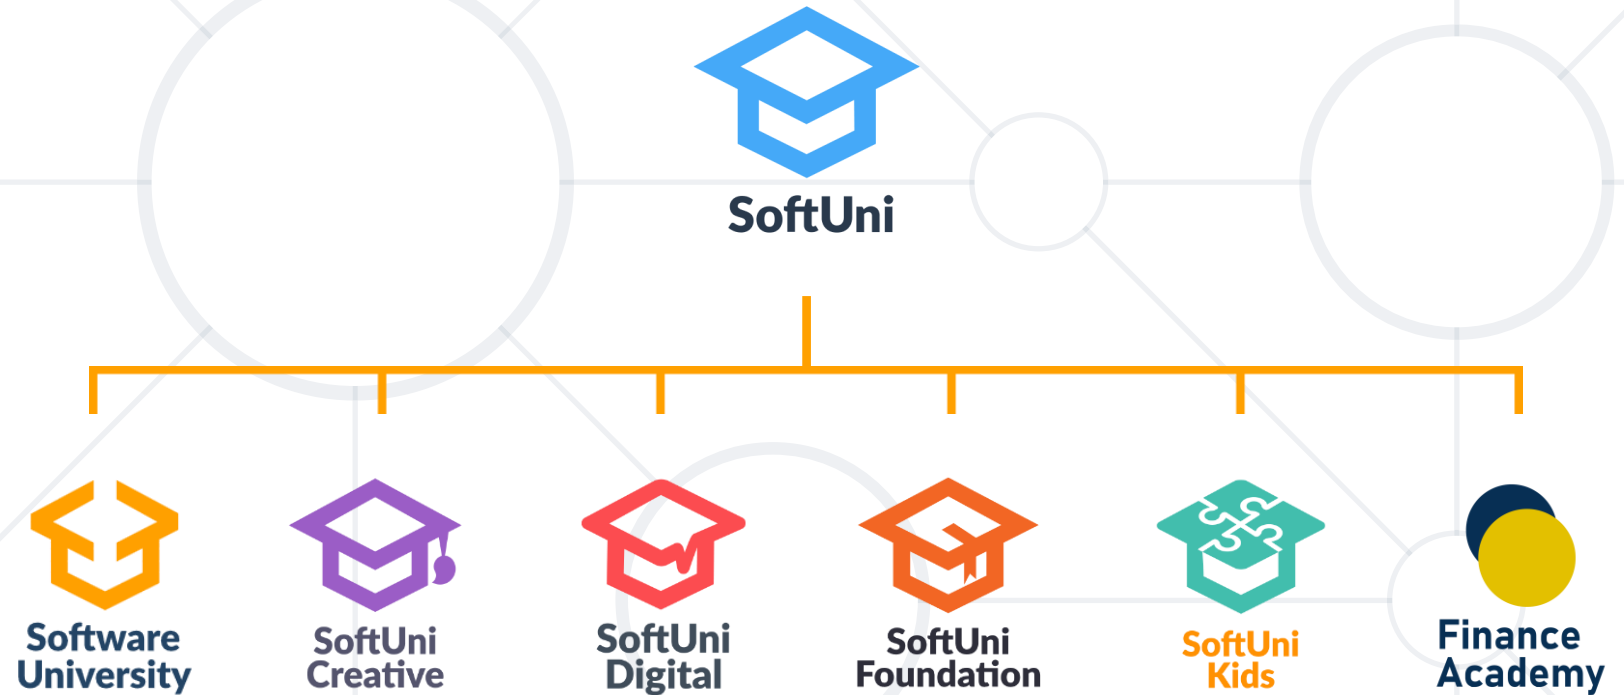 SoftUni
Software
University
SoftUni
Creative
SoftUni
Digital
SoftUni
Foundation
SoftUni
Kids
Finance
Academy